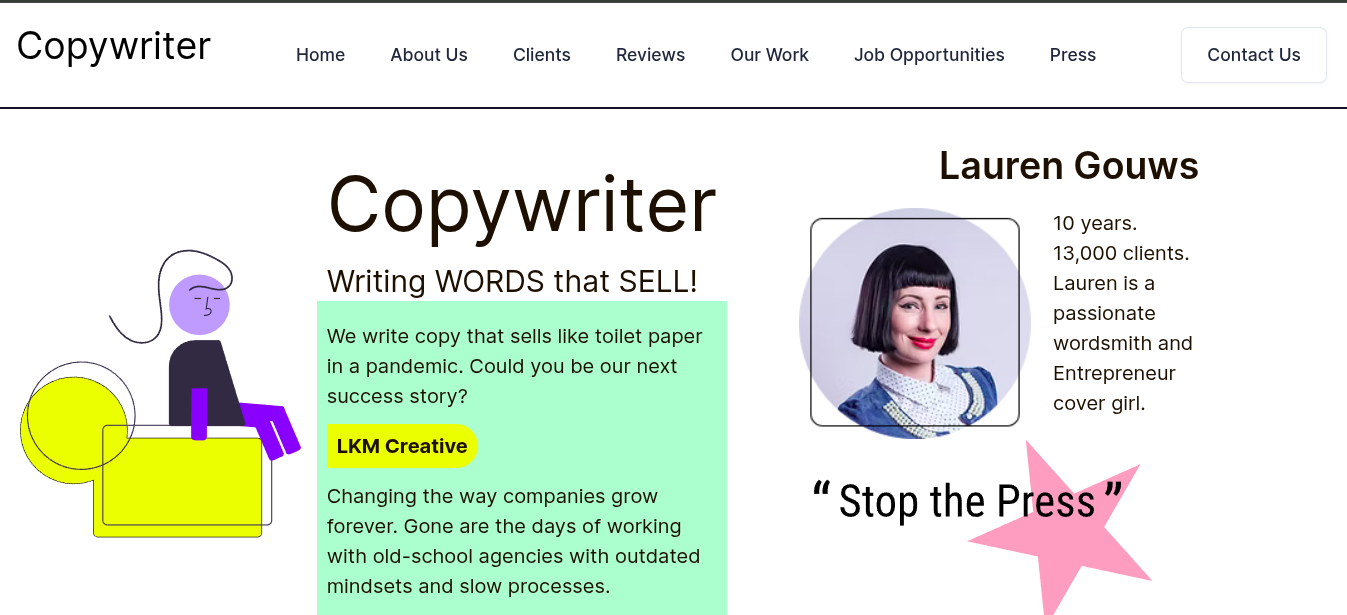 Copywriter
Home About Us Clients Reviews Our Work Job Opportunities Press Contact Us
Copywriter
Writing WORDS that SELL!
We write copy that sells like toilet paper
in a pandemic. Could you be our next
success story?
LKM Creative
Changing the way companies grow
forever. Gone are the days of working
with old-school agencies with outdated
mindsets and slow processes.
Lauren Gouws
10 years.
13,000 clients.
Lauren is a
passionate
wordsmith and
Entrepreneur
cover girl.
“ Stop the Press ”